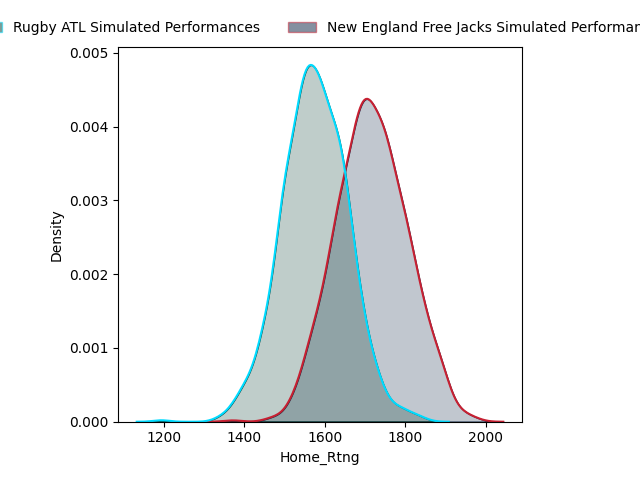 Rugby ATL Simulated Performances New England Free Jacks Simulated Performan
0.005
0.004
0.003
0.002
0.001
0.000
Density
1200 1400 1600 1800 2000
Home_Rtng